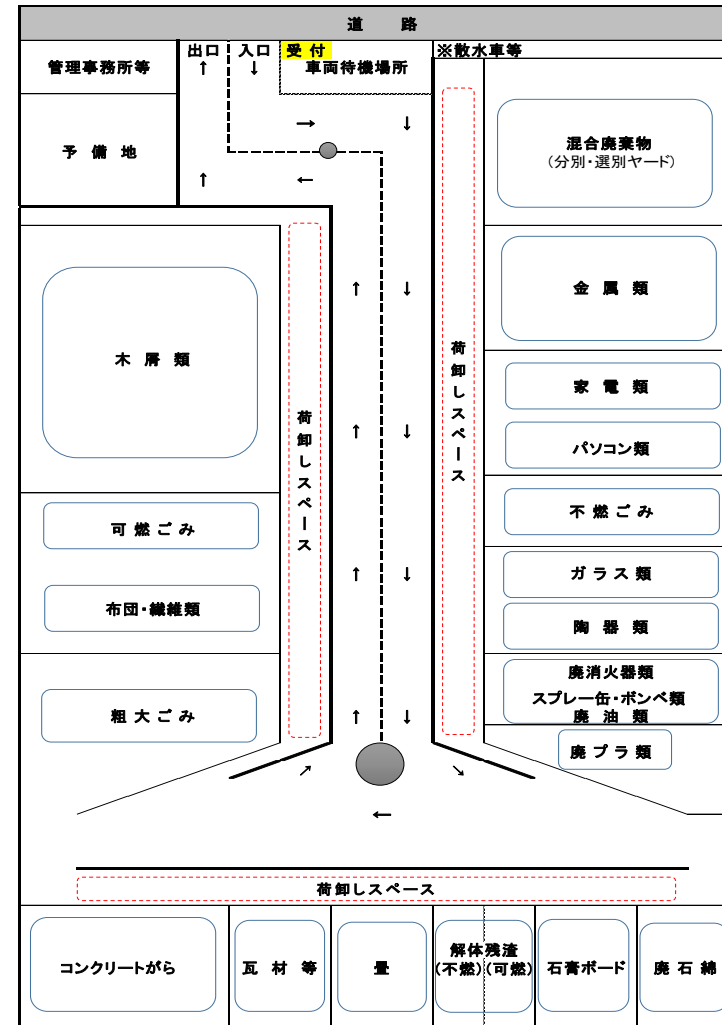 道 路
出口 入口 受付 ※散水車等
管理事務所等 車両待機場所
↑ ↓
予 備 地
→ ↓
↑ ←
混合廃棄物
(分別・選別ヤード)
金 属 類
↑ ↓
木 屑 類
荷卸しスペース
家 電 類
荷卸しスペース
↑ ↓
パソコン類
可 燃 ご み
不 燃 ご み
↑ ↓
ガ ラ ス 類
布団・繊維類
陶 器 類
廃消火器類
スプレー缶・ボンベ類
廃 油 類
粗 大 ご み
↑ ↓
廃 プ ラ 類
↗ ↘
←
荷卸しスペース
コンクリートがら
瓦 材 等
畳
解体残渣
(不燃)(可燃)
石膏ボード
廃 石 綿